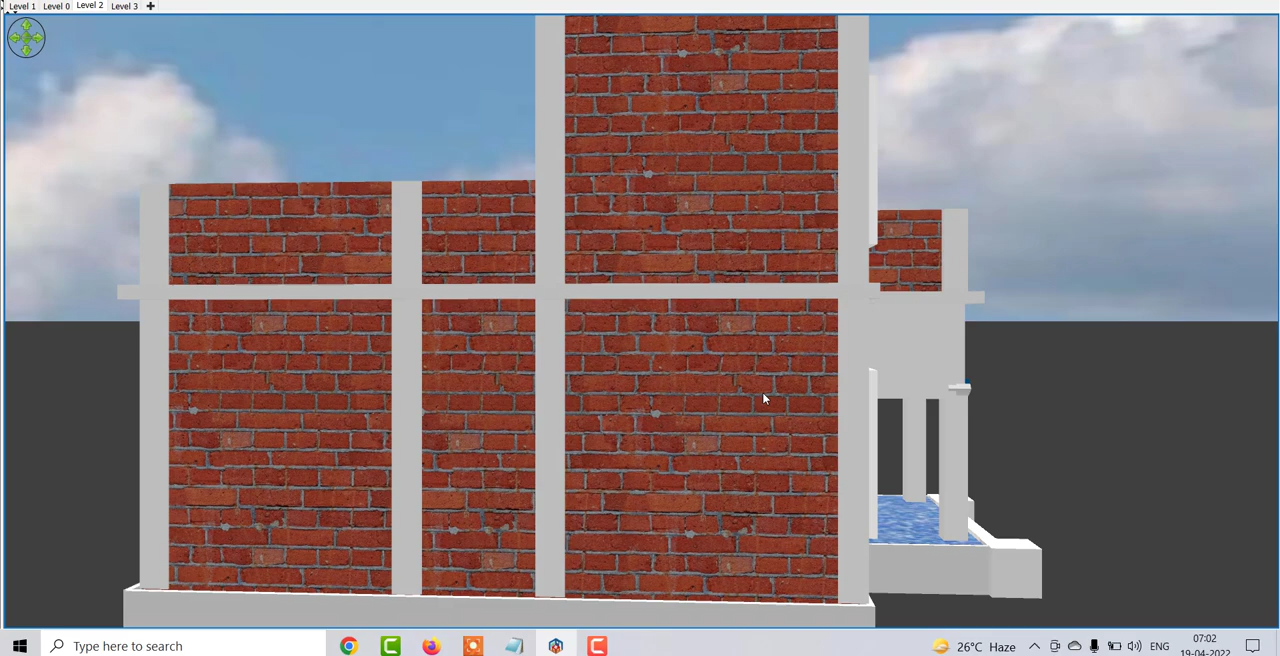 Level 1 Level 0 Level 2 Level 3
Type here to search
26°C Haze
ENG
07:02
19-04-2022